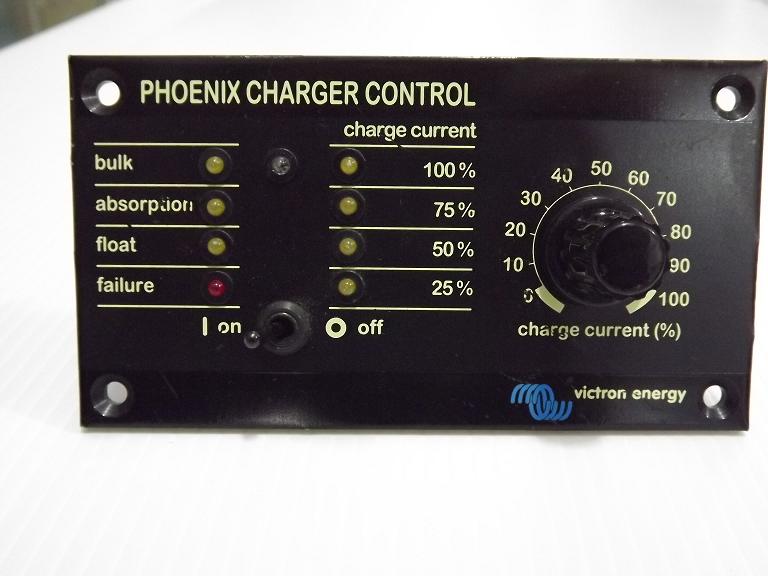 PHOENIX CHARGER CONTROL
charge current
bulk
100%
absorption
75%
float
50%
failure
25%
I on
O off
0
10
20
30
40
50
60
70
80
90
100
charge current (%)
victron energy